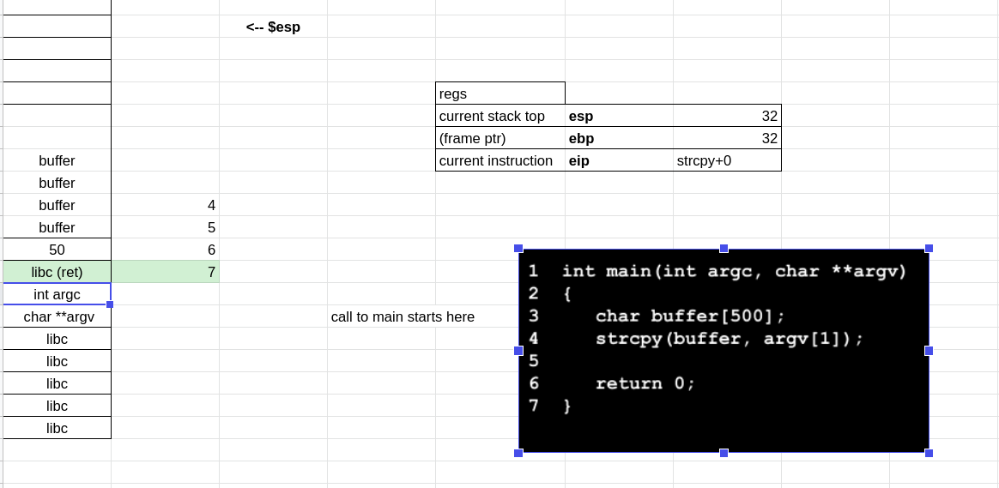 <-- $esp
regs
current stack top esp 32
(frame ptr) ebp 32
current instruction eip strcpy+0
buffer
buffer
buffer 4
buffer 5
50 6
libc (ret) 7
int argc
char **argv
call to main starts here
libc
libc
libc
libc
libc
1 int main(int argc, char **argv)
2 {
3 char buffer[500];
4 strcpy(buffer, argv[1]);
5
6 return 0;
7 }